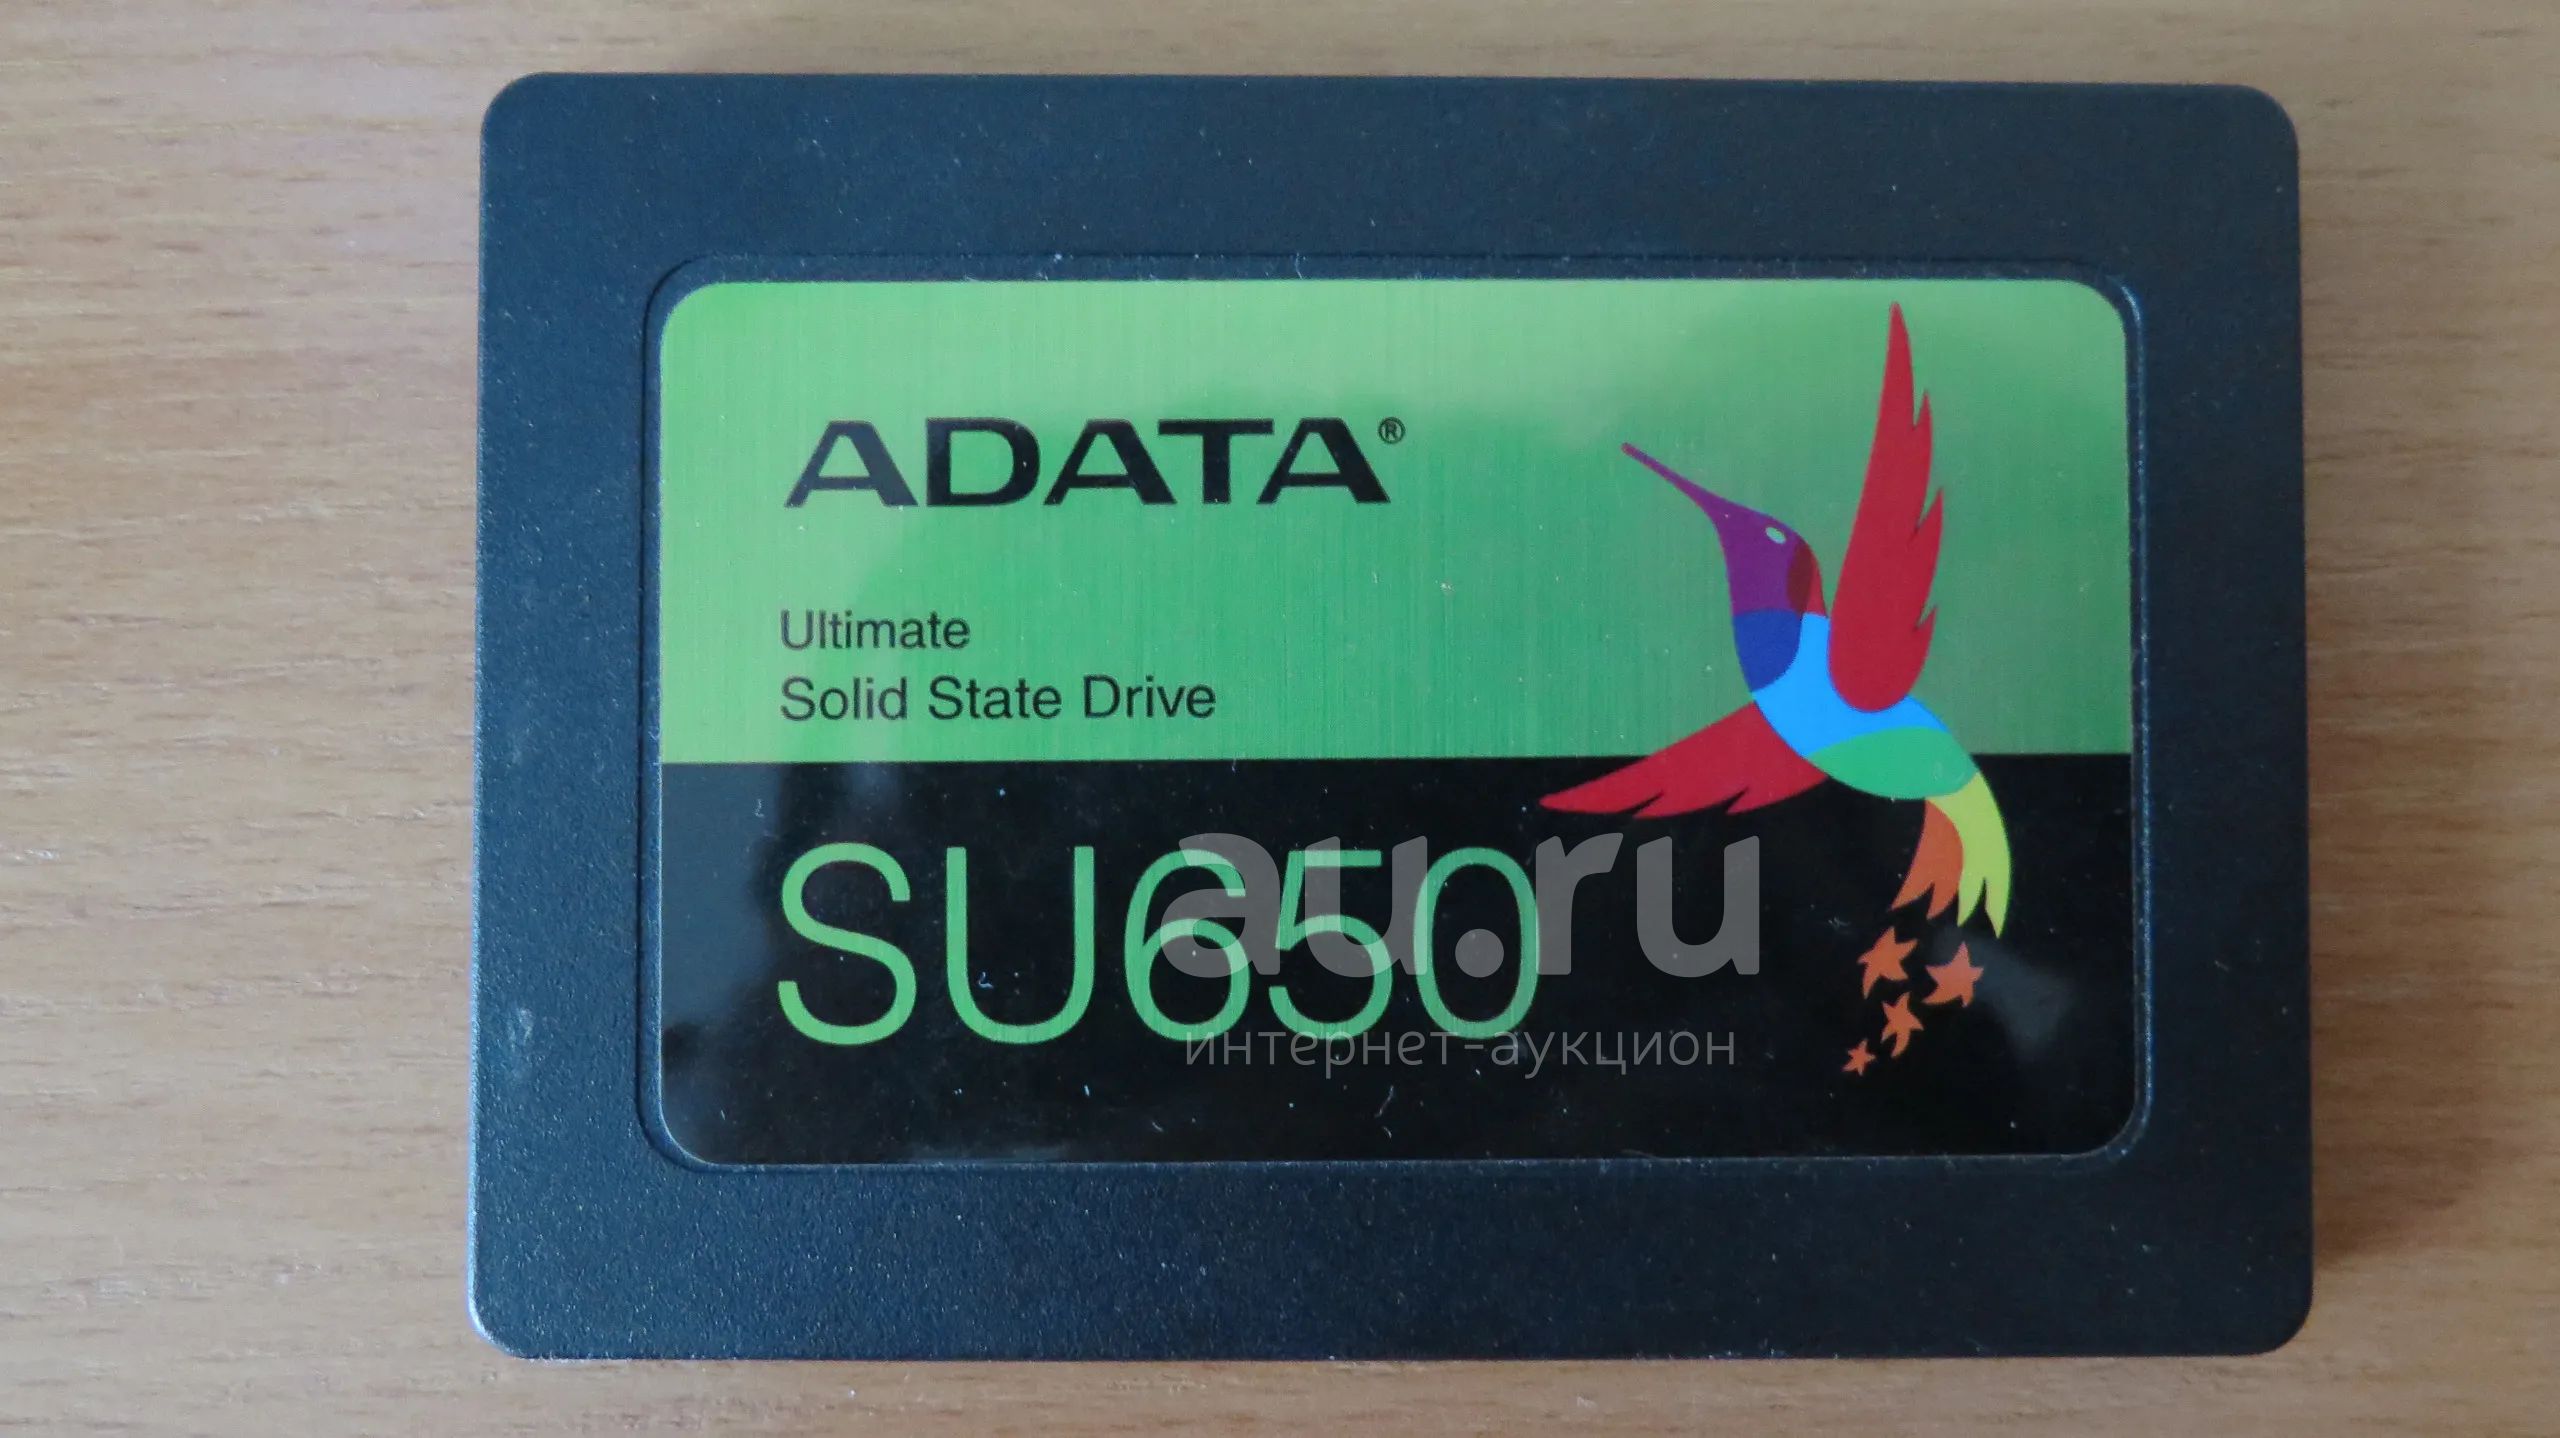 ADATA®
Ultimate
Solid State Drive
SU650
au.ru
интернет-аукцион